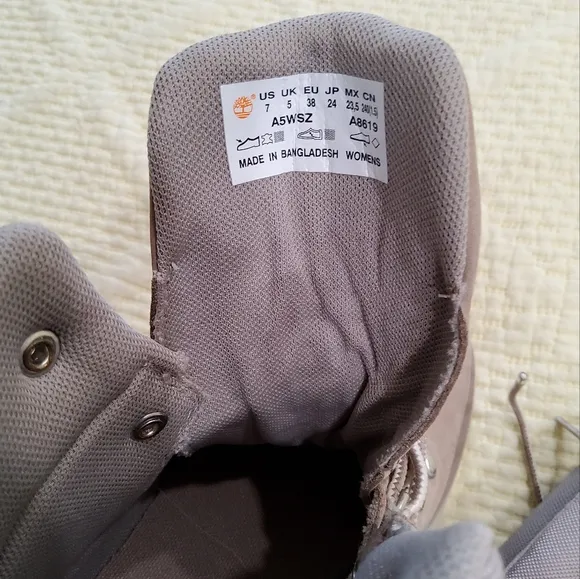 US UK EU JP MX CN
7 5 38 24 23,5 240(1.5)
A5WSZ A8619
MADE IN BANGLADESH WOMENS